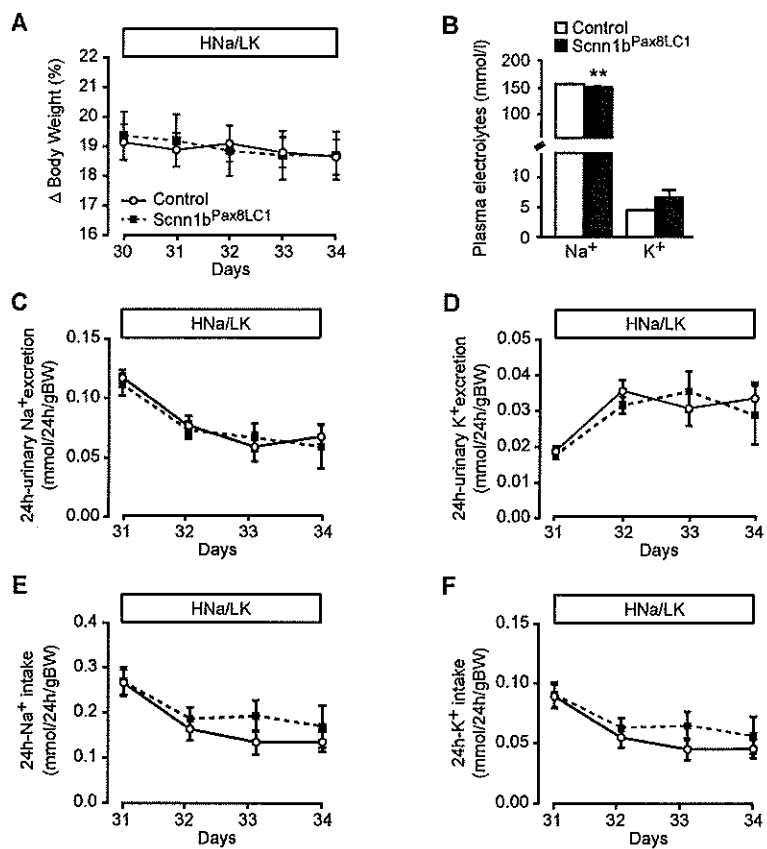 A
HNa/LK
22
21
20
19
18
17
16
Δ Body Weight (%)
Control
Scnn1bPax8LC1
30 31 32 33 34
Days
B
Control
Scnn1bPax8LC1
**
200
150
100
10
5
0
Plasma electrolytes (mmol/l)
Na+ K+
C
HNa/LK
0.15
0.10
0.05
0.00
24h-urinary Na+excretion
(mmol/24h/gBW)
31 32 33 34
Days
D
HNa/LK
0.05
0.04
0.03
0.02
0.01
0.00
24h-urinary K+excretion
(mmol/24h/gBW)
31 32 33 34
Days
E
HNa/LK
0.4
0.3
0.2
0.1
0.0
24h-Na+ intake
(mmol/24h/gBW)
31 32 33 34
Days
F
HNa/LK
0.15
0.10
0.05
0.00
24h-K+ intake
(mmol/24h/gBW)
31 32 33 34
Days